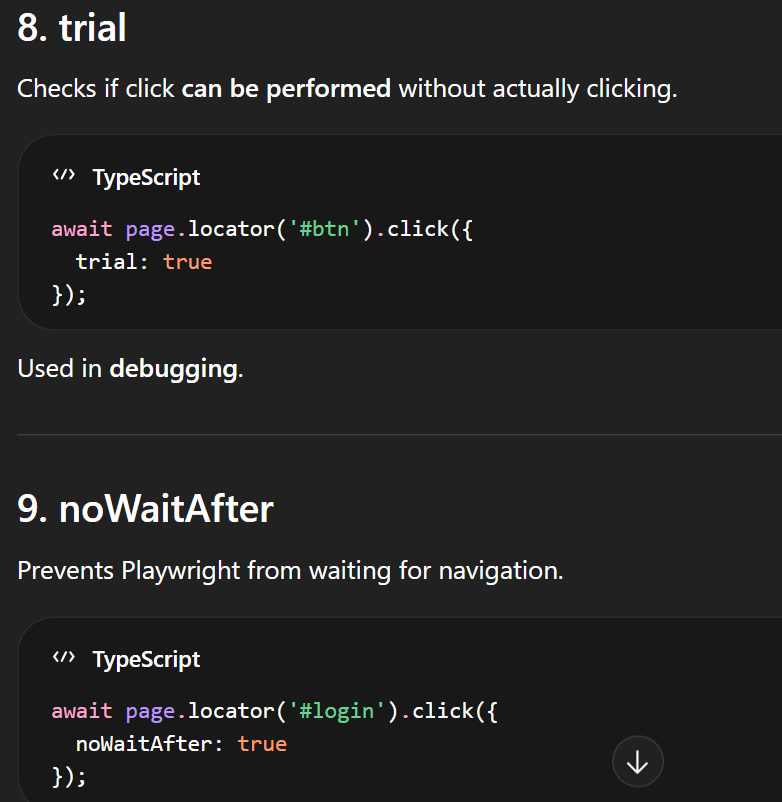 8. trial
Checks if click can be performed without actually clicking.
</> TypeScript
await page.locator('#btn').click({
  trial: true
});
Used in debugging.
9. noWaitAfter
Prevents Playwright from waiting for navigation.
</> TypeScript
await page.locator('#login').click({
  noWaitAfter: true
});